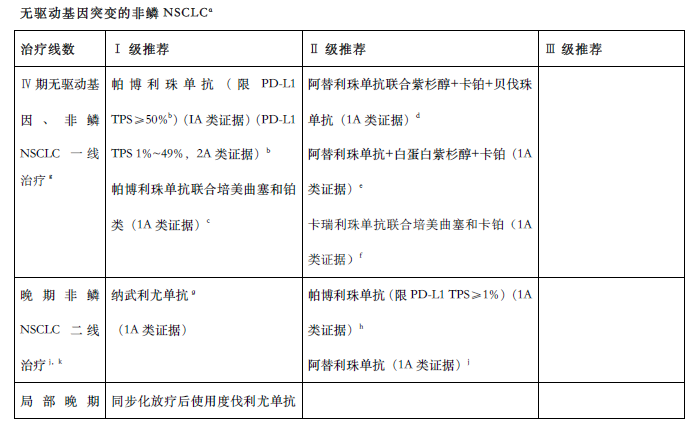 无驱动基因突变的非鳞 NSCLCᵃ
治疗线数
Ⅰ 级推荐
Ⅱ 级推荐
Ⅲ 级推荐
Ⅳ期无驱动基
因、非鳞
NSCLC 一线
治疗 ᵍ
帕博利珠单抗(限 PD-L1
TPS≥50%ᵇ)(IA 类证据)(PD-L1
TPS 1%~49%，2A 类证据)ᵇ
帕博利珠单抗联合培美曲塞和铂
类(1A 类证据)ᶜ
阿替利珠单抗联合紫杉醇+卡铂+贝伐珠
单抗(1A 类证据)ᵈ
阿替利珠单抗+白蛋白紫杉醇+卡铂(1A
类证据)ᵉ
卡瑞利珠单抗联合培美曲塞和卡铂(1A
类证据)ᶠ
晚期非鳞
NSCLC 二线
治疗 ʲ、ᵏ
纳武利尤单抗 ᵍ
(1A 类证据)
帕博利珠单抗(限 PD-L1 TPS≥1%)(1A
类证据)ʰ
阿替利珠单抗(1A 类证据)ʲ
局部晚期
同步化放疗后使用度伐利尤单抗